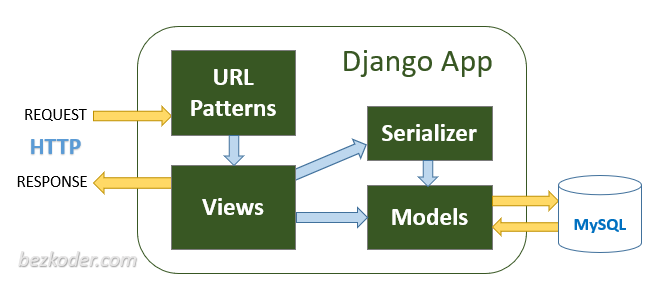 Django App
URL
Patterns
REQUEST
HTTP
RESPONSE
Serializer
Views
Models
MySQL
bezkoder.com